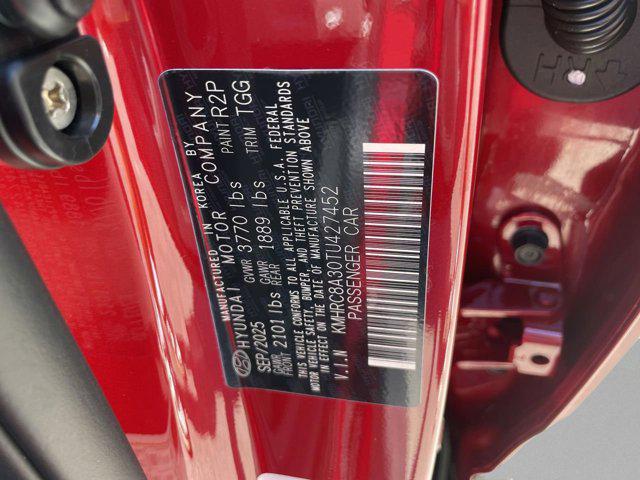 MANUFACTURED IN KOREA BY
HYUNDAI MOTOR COMPANY
SEP/2025 GVWR 3770 lbs PAINT R2P
GAWR FRONT 2101 lbs GAWR REAR 1889 lbs TRIM TGG
THIS VEHICLE CONFORMS TO ALL APPLICABLE U.S.A. FEDERAL
MOTOR VEHICLE SAFETY, BUMPER, AND THEFT PREVENTION STANDARDS
IN EFFECT ON THE DATE OF MANUFACTURE SHOWN ABOVE
V.I.N KMHRC8A30TU427452
PASSENGER CAR